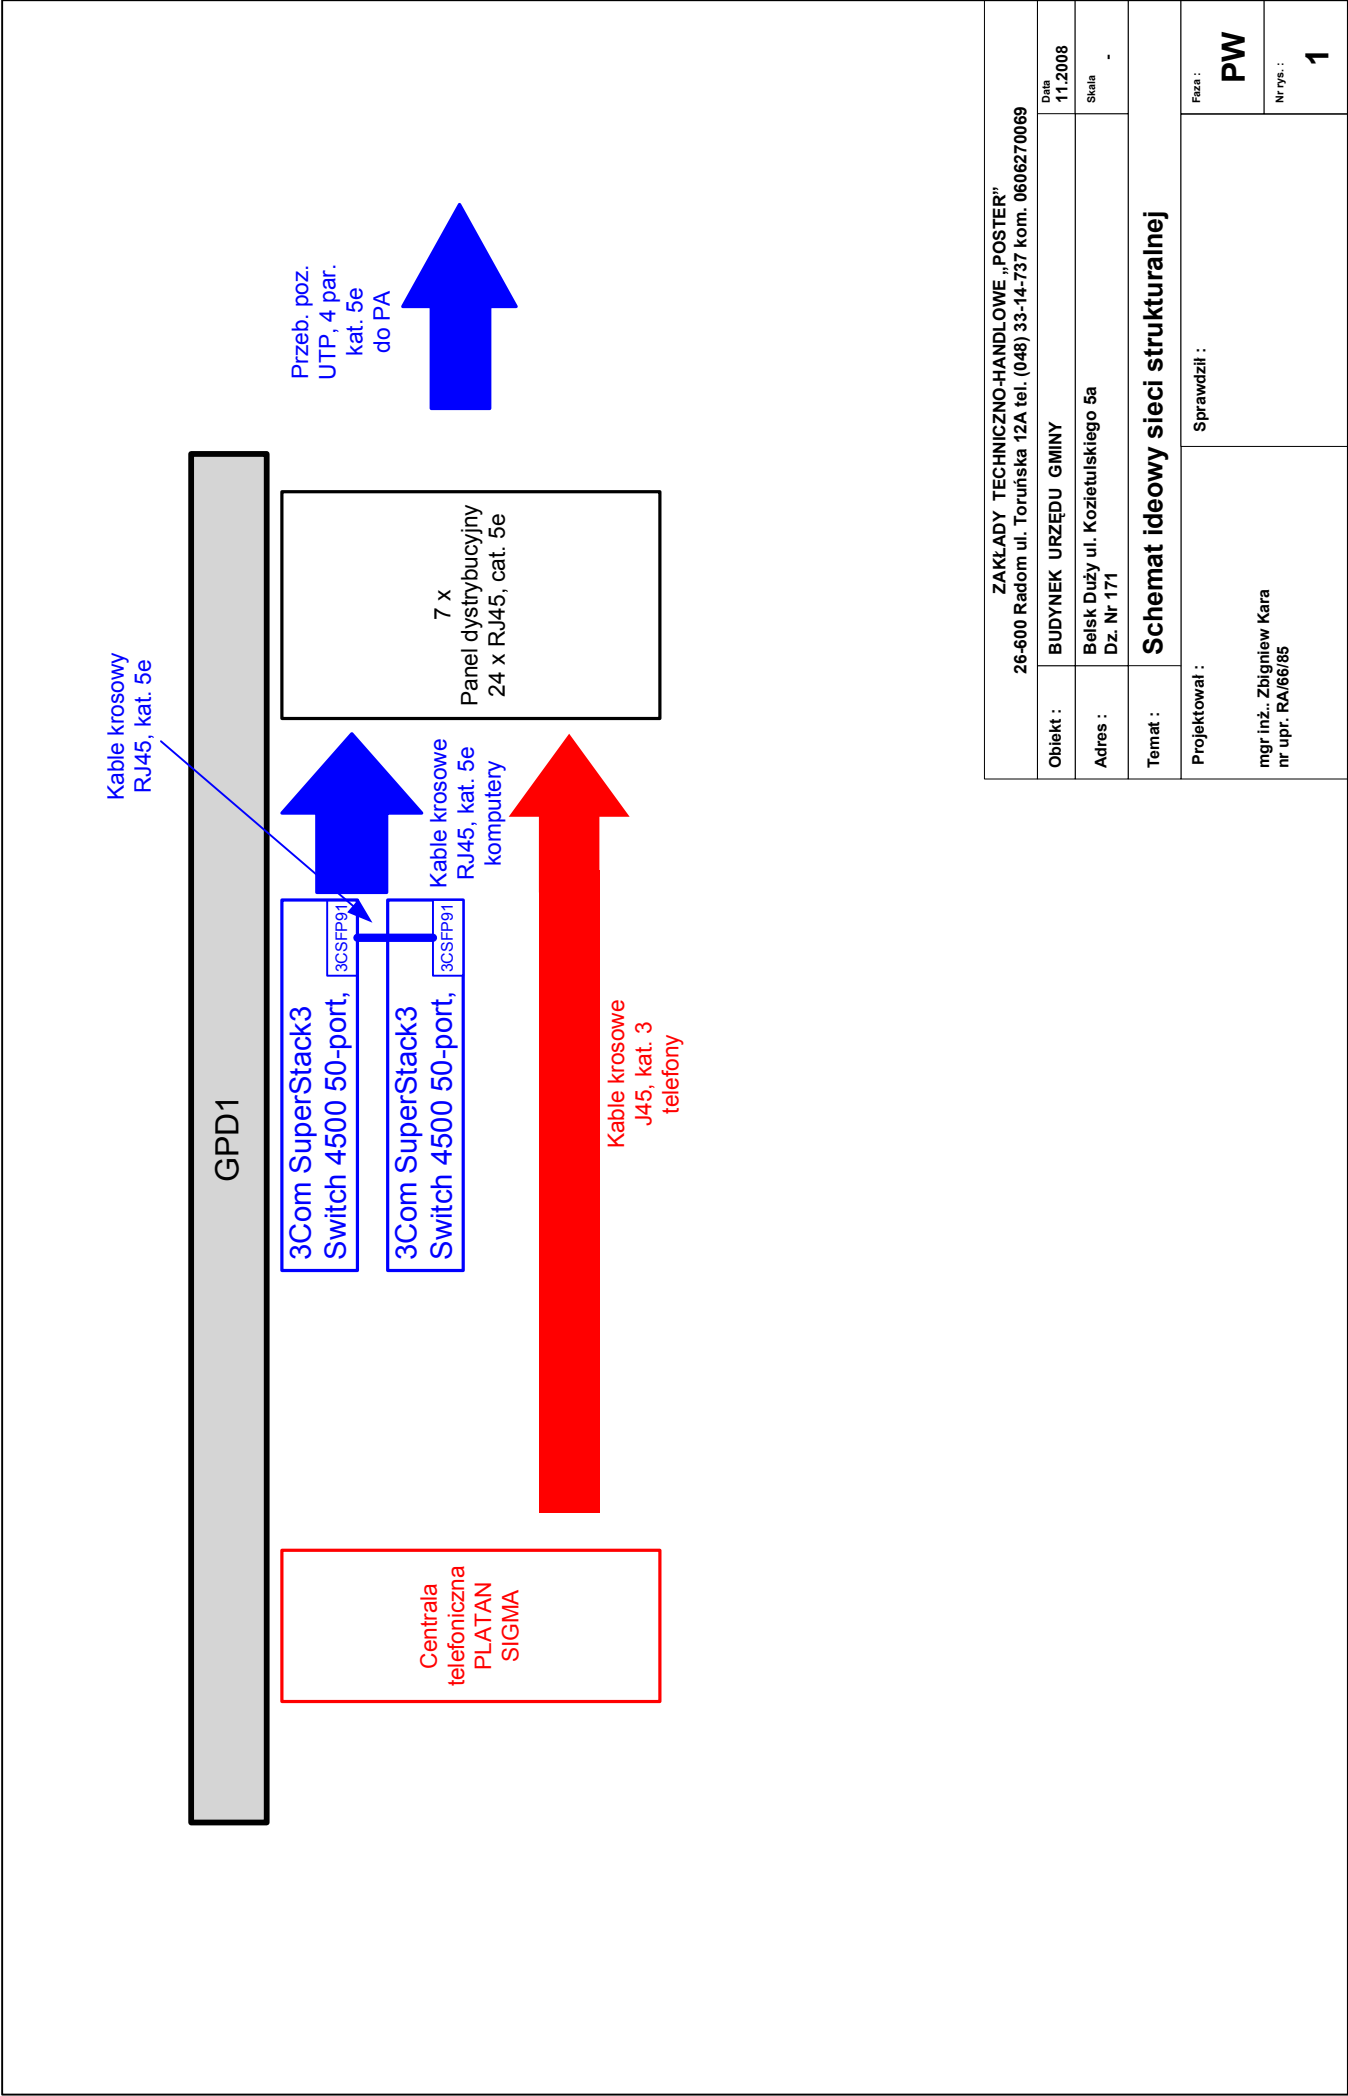 GPD1
Kable krosowy
RJ45, kat. 5e
Przeb. poz.
UTP, 4 par.
kat. 5e
do PA
Centrala
telefoniczna
PLATAN
SIGMA
3Com SuperStack3
Switch 4500 50-port,
3CSFP91
3Com SuperStack3
Switch 4500 50-port,
3CSFP91
Kable krosowe
RJ45, kat. 5e
komputery
Kable krosowe
J45, kat. 3
telefony
7 x
Panel dystrybucyjny
24 x RJ45, cat. 5e
ZAKŁADY TECHNICZNO-HANDLOWE „POSTER”
26-600 Radom ul. Toruńska 12A tel. (048) 33-14-737 kom. 0606270069
Obiekt : BUDYNEK URZĘDU GMINY Data 11.2008
Adres : Belsk Duży ul. Kozietulskiego 5a Skala -
Dz. Nr 171
Temat : Schemat ideowy sieci strukturalnej
Projektował : Sprawdził : Faza :
PW
mgr inż.. Zbigniew Kara
nr upr. RA/66/85
Nr rys. :
1